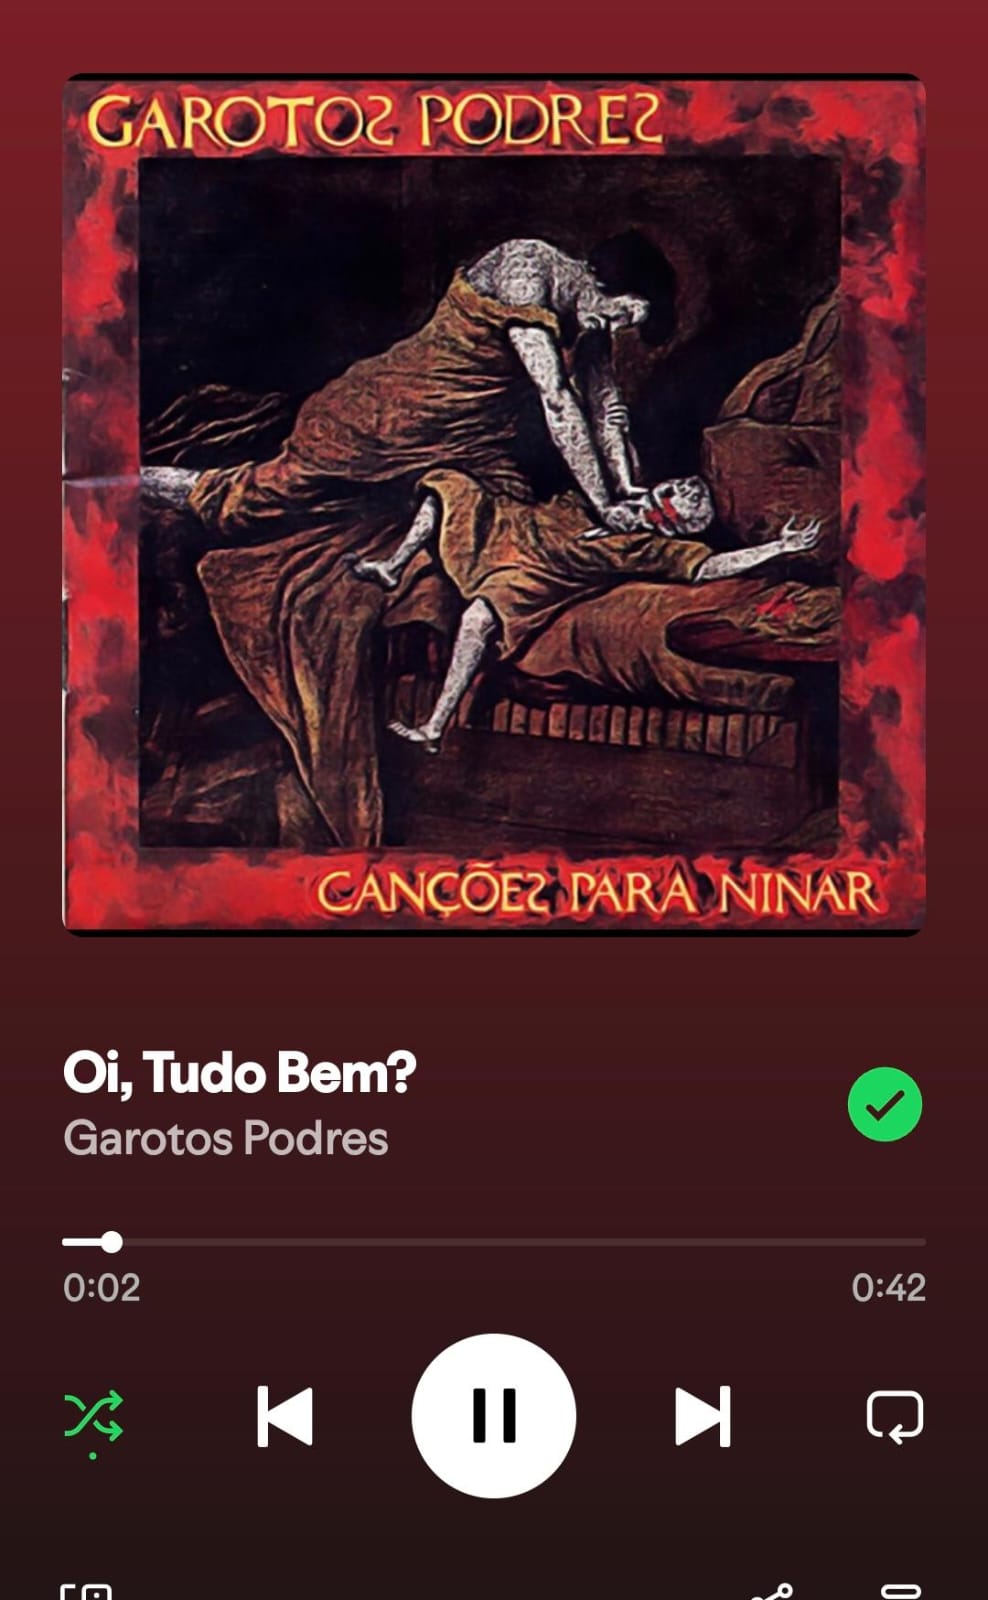 GAROTOS PODRES
CANÇÕES PARA NINAR
Oi, Tudo Bem?
Garotos Podres
0:02
0:42